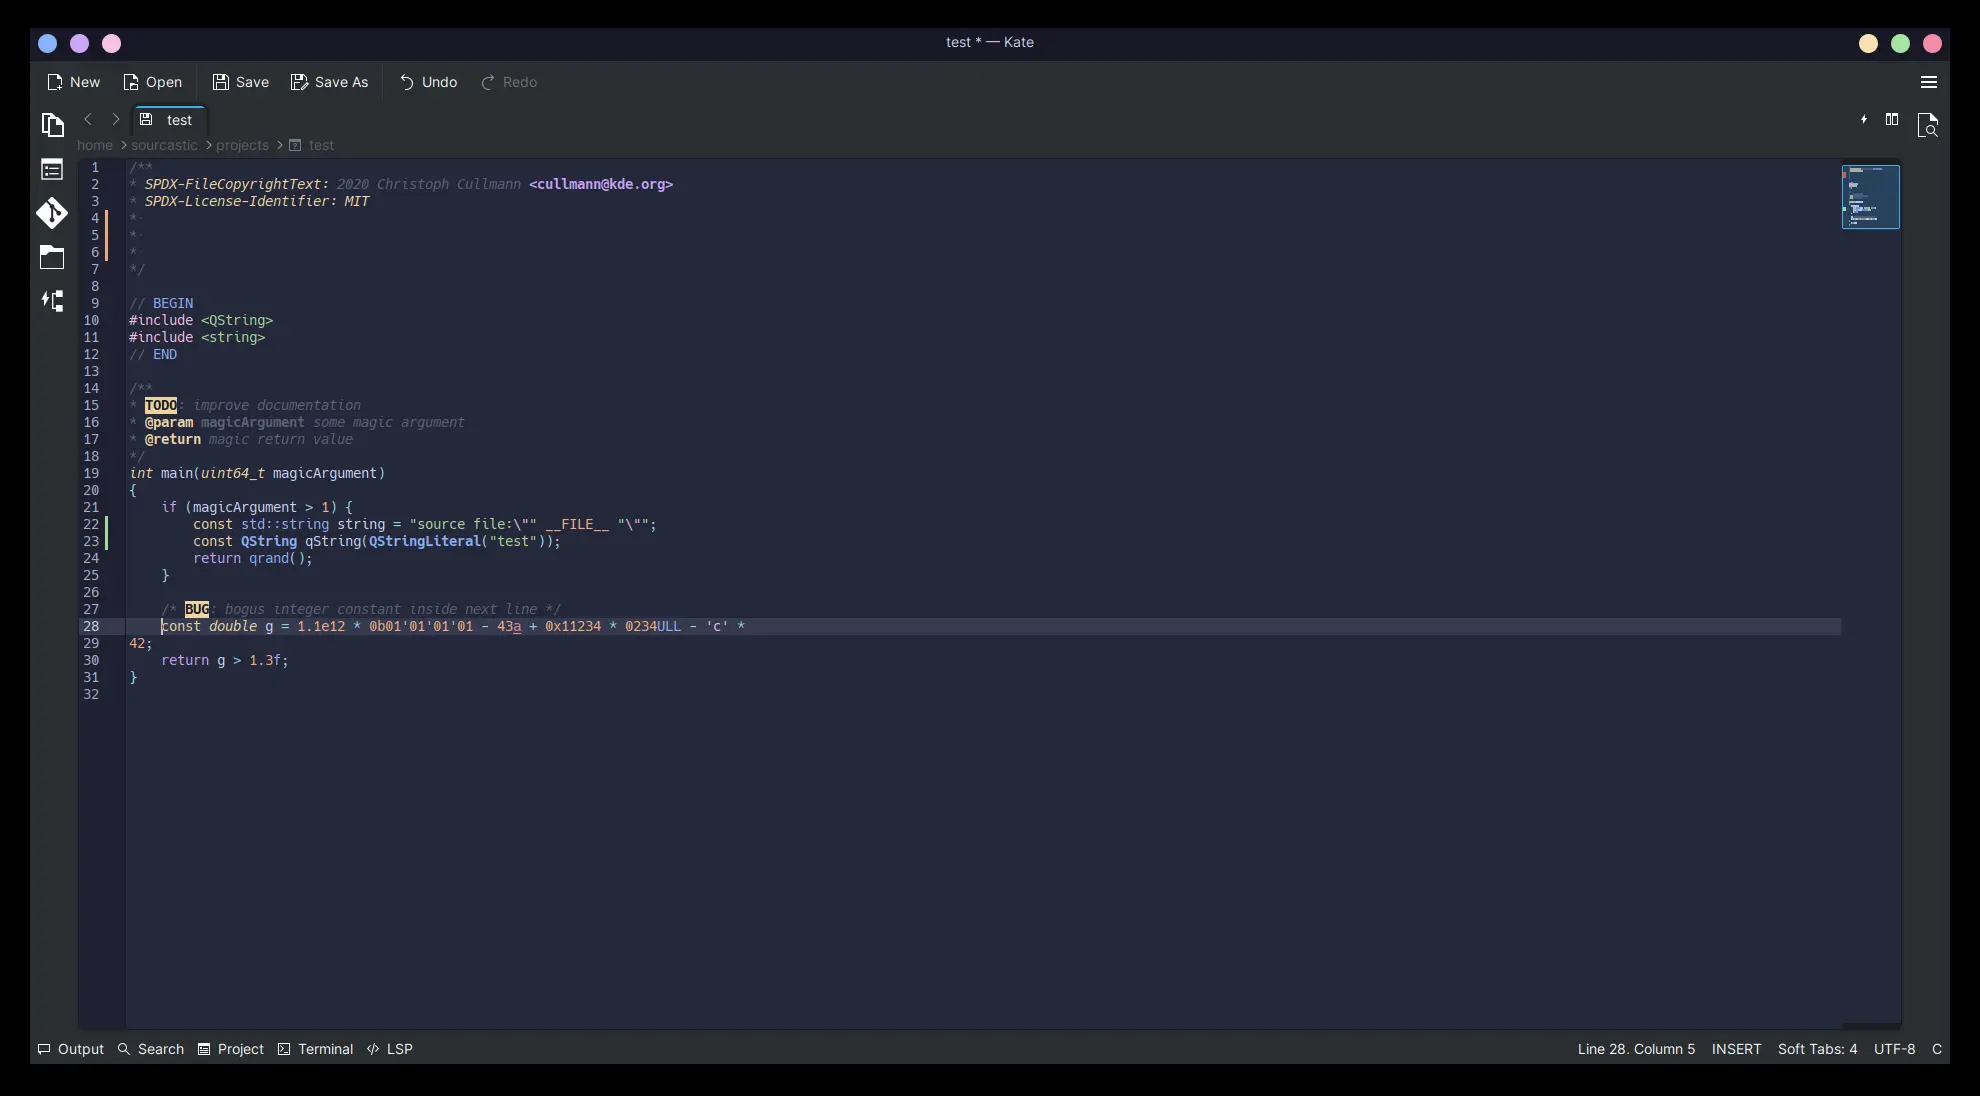 test * — Kate
New Open Save Save As Undo Redo
test
home > sourcastic > projects > test
1 /**
2 * SPDX-FileCopyrightText: 2020 Christoph Cullmann <cullmann@kde.org>
3 * SPDX-License-Identifier: MIT
4 *
5 *
6 *
7 */
8
9 // BEGIN
10 #include <QString>
11 #include <string>
12 // END
13
14 /**
15 * TODO: improve documentation
16 * @param magicArgument some magic argument
17 * @return magic return value
18 */
19 int main(uint64_t magicArgument)
20 {
21     if (magicArgument > 1) {
22         const std::string string = "source file:\"" __FILE__ "\"";
23         const QString qString(QStringLiteral("test"));
24         return qrand();
25     }
26
27     /* BUG: bogus integer constant inside next line */
28     const double g = 1.1e12 * 0b01'01'01'01 - 43a + 0x11234 * 0234ULL - 'c' *
29 42;
30     return g > 1.3f;
31 }
32
Output Search Project Terminal LSP Line 28. Column 5 INSERT Soft Tabs: 4 UTF-8 C